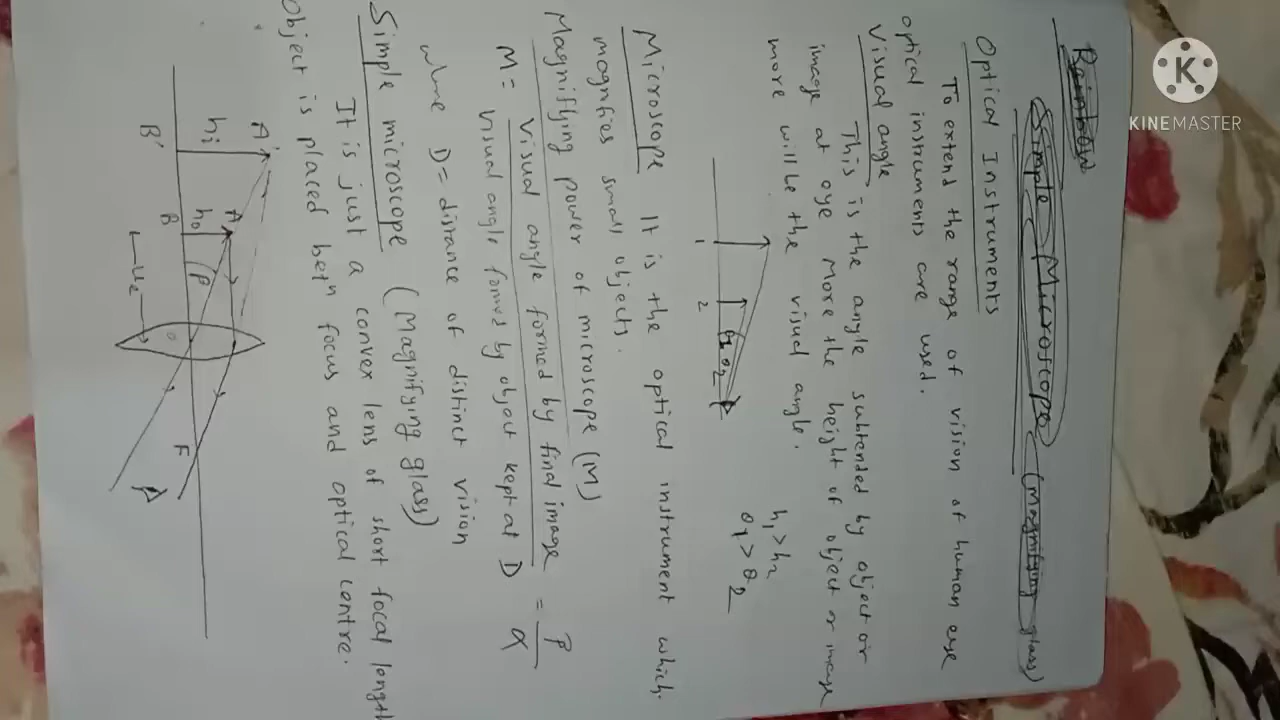 K
KINEMASTER
Rainbow
Simple Microscope (Magnifying glass)
Optical Instruments
To extend the range of vision of human eye
optical instruments are used.
Visual angle
This is the angle subtended by object or
image at eye More the height of object or image
more will be the visual angle.
1
2
θ1 θ2
h1 > h2
θ1 > θ2
Microscope It is the optical instrument which
magnifies small objects.
Magnifying power of microscope (M)
M = Visual angle formed by final image = β
Visual angle formed by object kept at D α
where D = distance of distinct vision
Simple microscope (Magnifying glass)
It is just a convex lens of short focal length
Object is placed betn focus and optical centre.
A'
A
hi
ho
β
B'
B
F